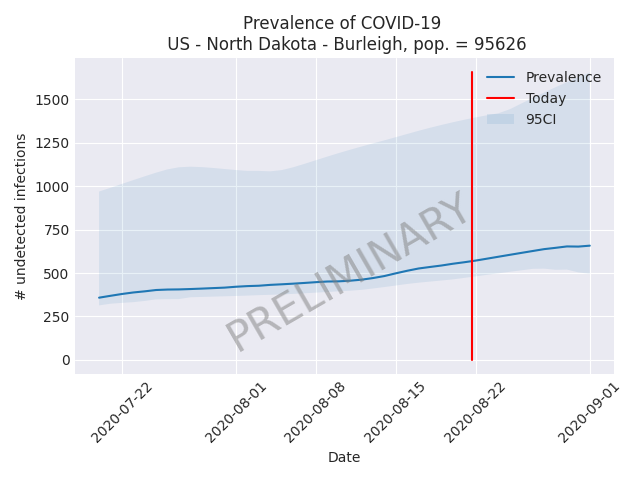 Prevalence of COVID-19
US - North Dakota - Burleigh, pop. = 95626
Prevalence
Today
95CI
1500
1250
1000
750
500
250
0
# undetected infections
PRELIMINARY
2020-07-22
2020-08-01
2020-08-08
2020-08-15
2020-08-22
2020-09-01
Date